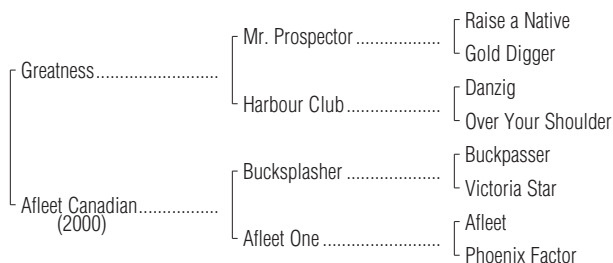 Raise a Native
Mr. Prospector
Gold Digger
Greatness
Danzig
Harbour Club
Over Your Shoulder
Buckpasser
Bucksplasher
Victoria Star
Afleet Canadian
(2000)
Afleet
Afleet One
Phoenix Factor